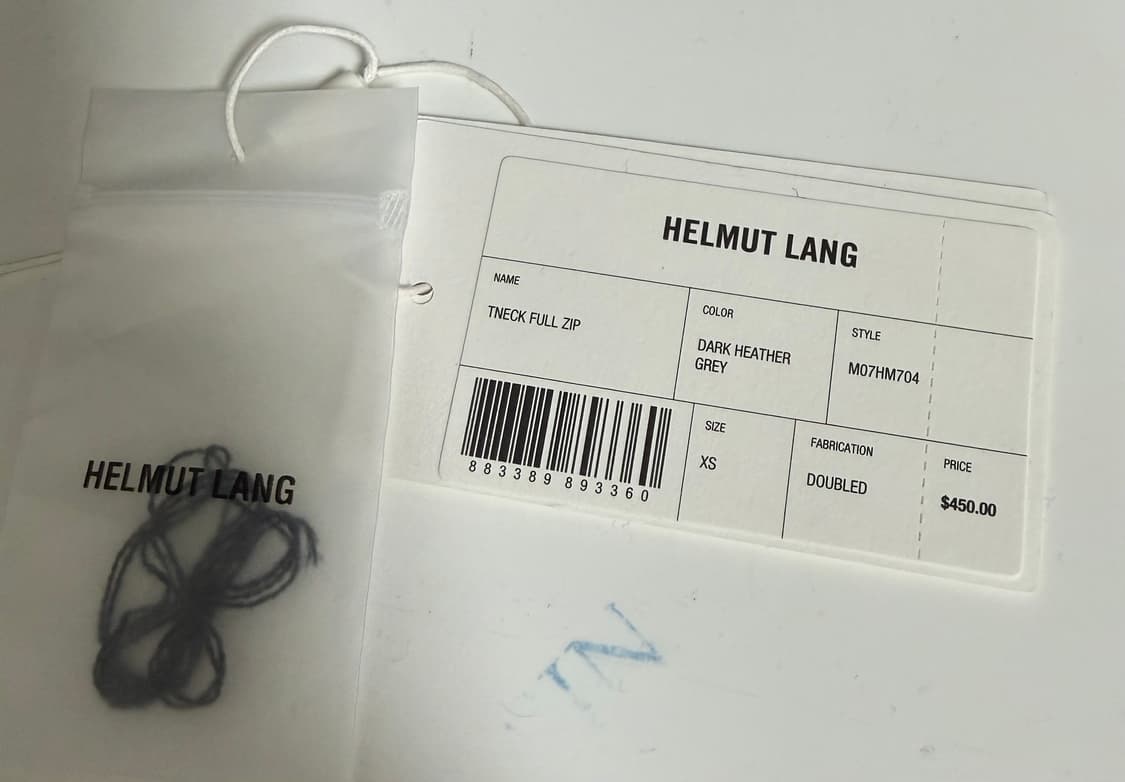 HELMUT LANG
HELMUT LANG
NAME
TNECK FULL ZIP
COLOR
DARK HEATHER
GREY
STYLE
M07HM704
883389 893360
SIZE
XS
FABRICATION
DOUBLED
PRICE
$450.00